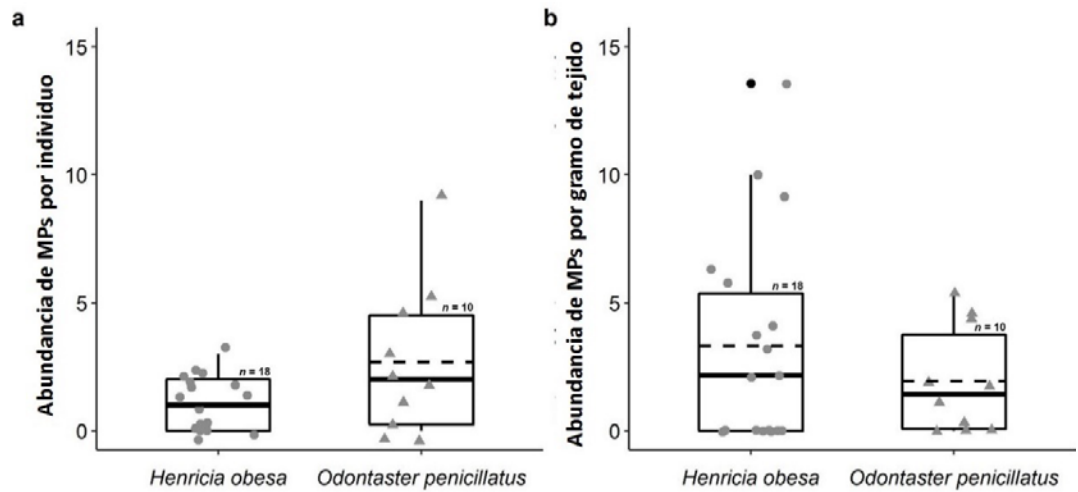 a
Abundancia de MPs por individuo
15
10
5
0
n = 18
n = 10
Henricia obesa
Odontaster penicillatus
b
Abundancia de MPs por gramo de tejido
15
10
5
0
n = 18
n = 10
Henricia obesa
Odontaster penicillatus